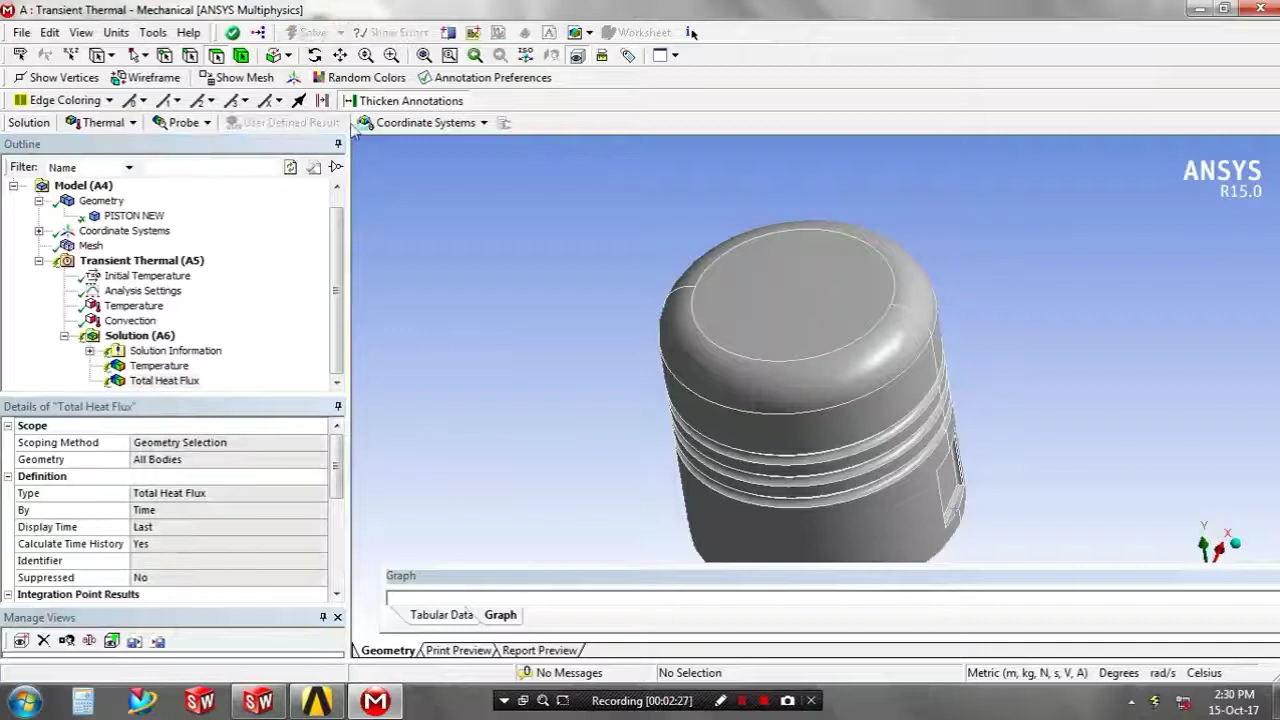 A : Transient Thermal - Mechanical [ANSYS Multiphysics]
File Edit View Units Tools Help Solve ?/ Show Errors Worksheet
Show Vertices Wireframe Show Mesh Random Colors Annotation Preferences
Edge Coloring Thicken Annotations
Solution Thermal Probe User Defined Result Coordinate Systems
Outline
Filter: Name
Model (A4)
Geometry
PISTON NEW
Coordinate Systems
Mesh
Transient Thermal (A5)
Initial Temperature
Analysis Settings
Temperature
Convection
Solution (A6)
Solution Information
Temperature
Total Heat Flux
Details of "Total Heat Flux"
Scope
Scoping Method Geometry Selection
Geometry All Bodies
Definition
Type Total Heat Flux
By Time
Display Time Last
Calculate Time History Yes
Identifier
Suppressed No
Integration Point Results
Manage Views
ANSYS
R15.0
Y X
Graph
Tabular Data Graph
Geometry Print Preview Report Preview
No Messages No Selection Metric (m, kg, N, s, V, A) Degrees rad/s Celsius
Recording [00:02:27]
2:30 PM
15-Oct-17